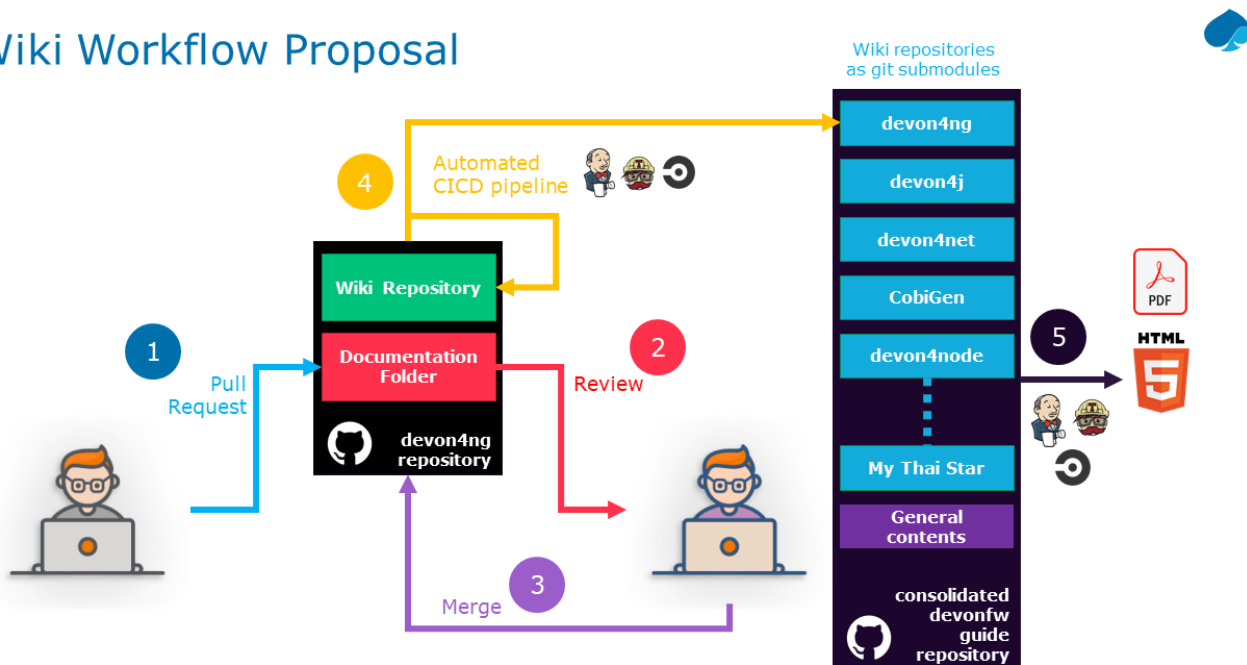 Wiki Workflow Proposal
Wiki repositories
as git submodules
devon4ng
4
Automated
CICD pipeline
devon4j
devon4net
Wiki Repository
CobiGen
PDF
1
Documentation
Folder
2
devon4node
5
HTML
Pull
Request
Review
devon4ng
repository
My Thai Star
General
contents
3
Merge
consolidated
devonfw
guide
repository